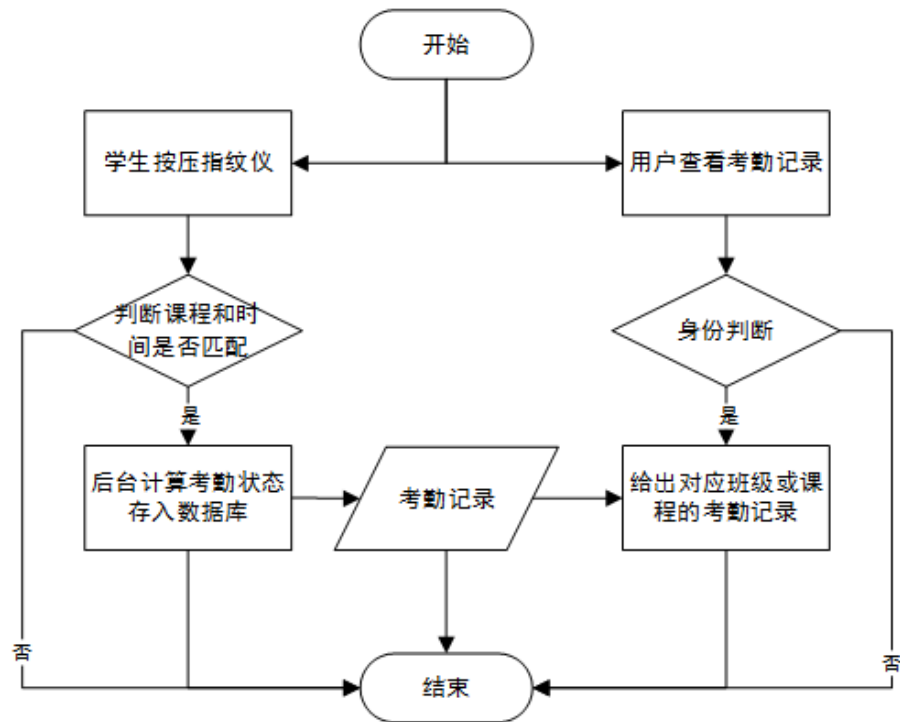 开始
学生按压指纹仪
用户查看考勤记录
判断课程和时
间是否匹配
身份判断
是
是
后台计算考勤状态
存入数据库
考勤记录
给出对应班级或课
程的考勤记录
否
否
结束